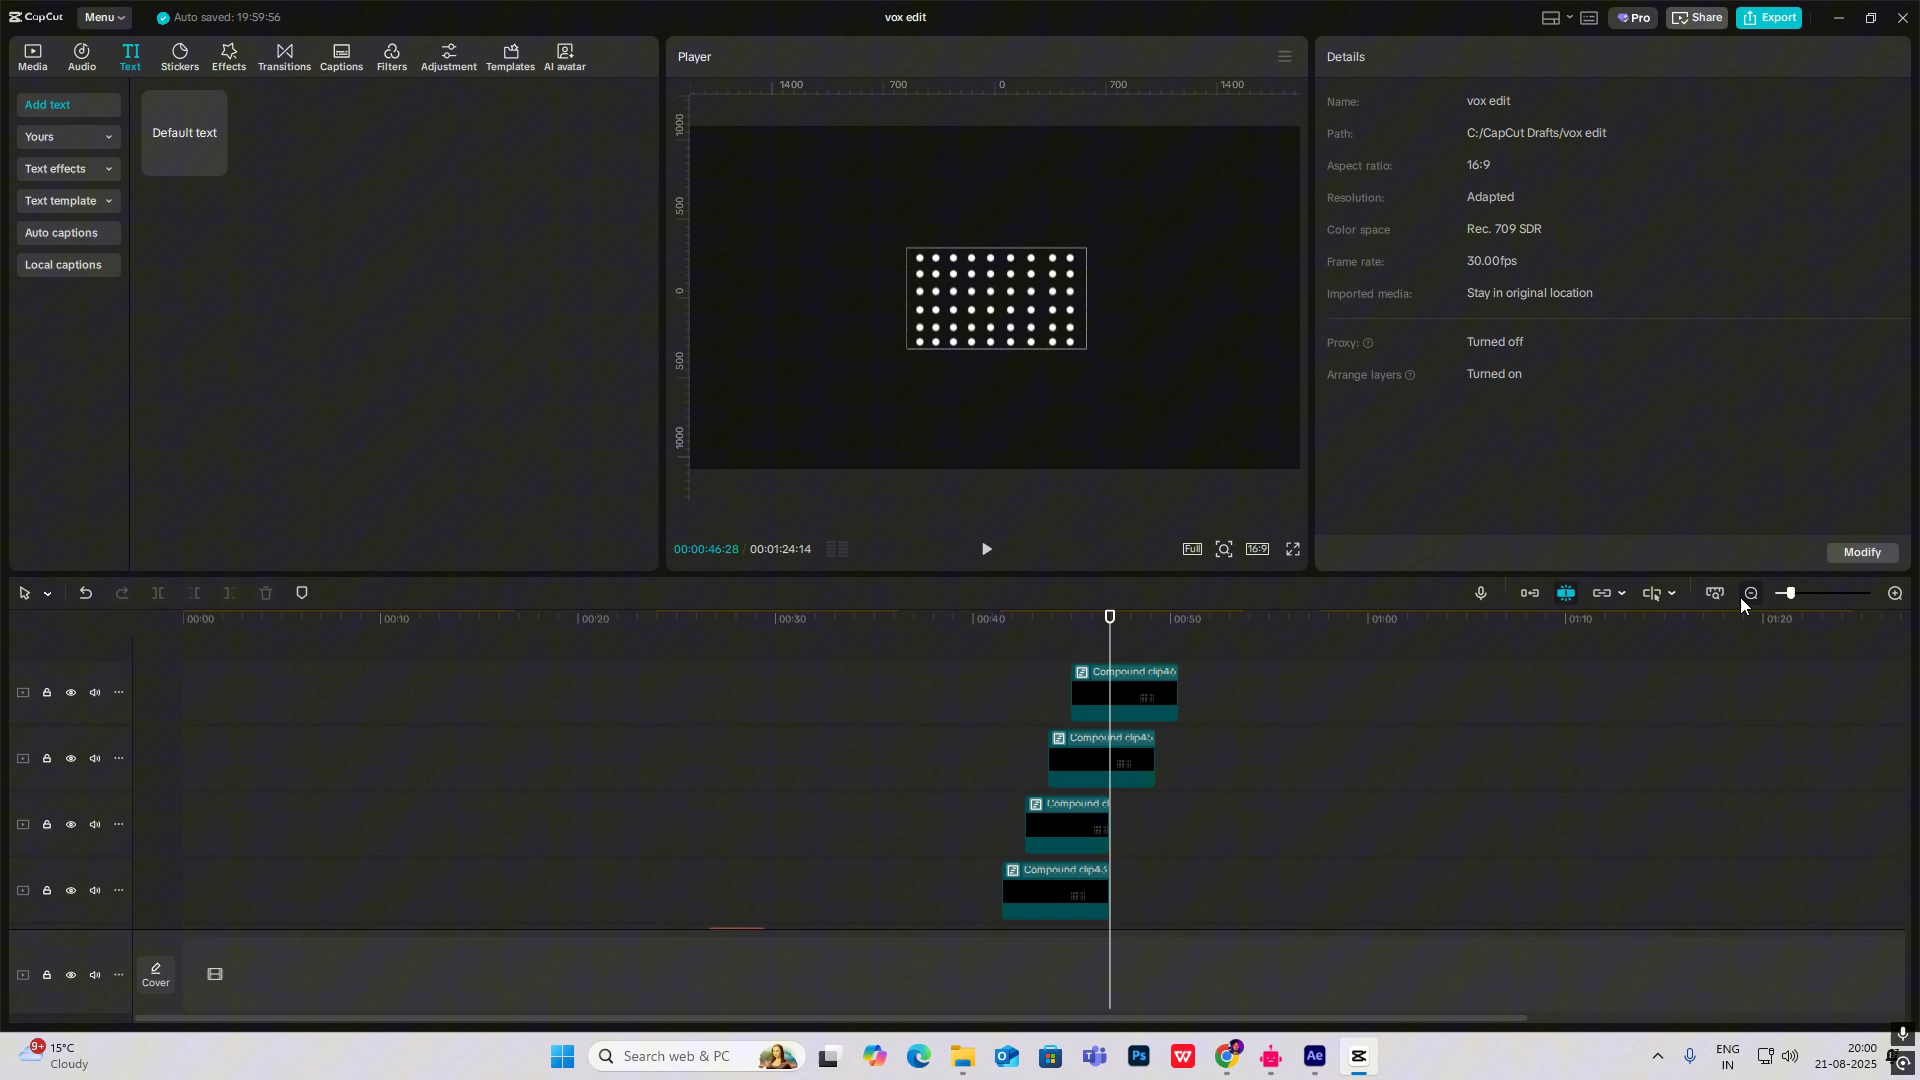 CapCut
Menu
Auto saved: 19:59:56
vox edit
Pro
Share
Export
Media
Audio
Text
Stickers
Effects
Transitions
Captions
Filters
Adjustment
Templates
AI avatar
Add text
Yours
Text effects
Text template
Auto captions
Local captions
Default text
Player
1400 700 0 700 1400
1000
500
0
500
1000
00:00:46:28 / 00:01:24:14
Full
16:9
Details
Name: vox edit
Path: C:/CapCut Drafts/vox edit
Aspect ratio: 16:9
Resolution: Adapted
Color space Rec. 709 SDR
Frame rate: 30.00fps
Imported media: Stay in original location
Proxy: Turned off
Arrange layers Turned on
Modify
00:00 00:10 00:20 00:30 00:40 00:50 01:00 01:10 01:20
Compound clip46
Compound clip45
Compound cl
Compound clip43
Cover
9+
15°C
Cloudy
Search web & PC
Ps
W
Ae
ENG
IN
20:00
21-08-2025